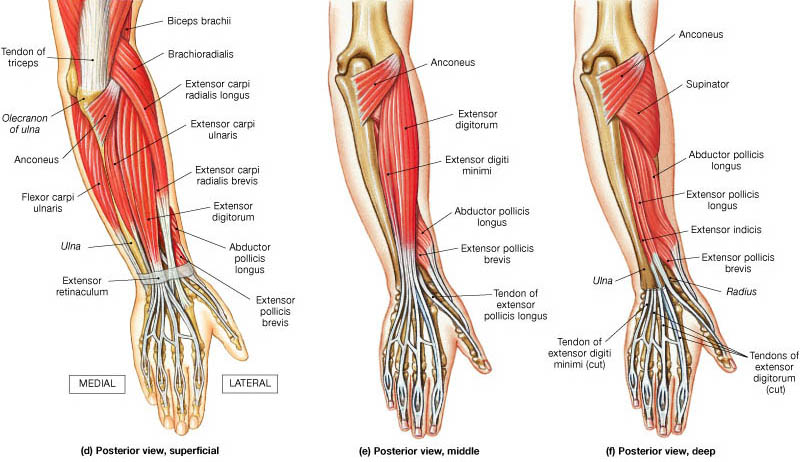 Biceps brachii
Tendon of
triceps
Brachioradialis
Extensor carpi
radialis longus
Olecranon
of ulna
Extensor carpi
ulnaris
Anconeus
Extensor carpi
radialis brevis
Flexor carpi
ulnaris
Extensor
digitorum
Ulna
Abductor
pollicis
longus
Extensor
retinaculum
Extensor
pollicis
brevis
MEDIAL
LATERAL
(d) Posterior view, superficial
Anconeus
Extensor
digitorum
Extensor digiti
minimi
Abductor pollicis
longus
Extensor pollicis
brevis
Tendon of
extensor
pollicis longus
(e) Posterior view, middle
Anconeus
Supinator
Abductor pollicis
longus
Extensor pollicis
longus
Extensor indicis
Extensor pollicis
brevis
Ulna
Radius
Tendon of
extensor digiti
minimi (cut)
Tendons of
extensor
digitorum
(cut)
(f) Posterior view, deep